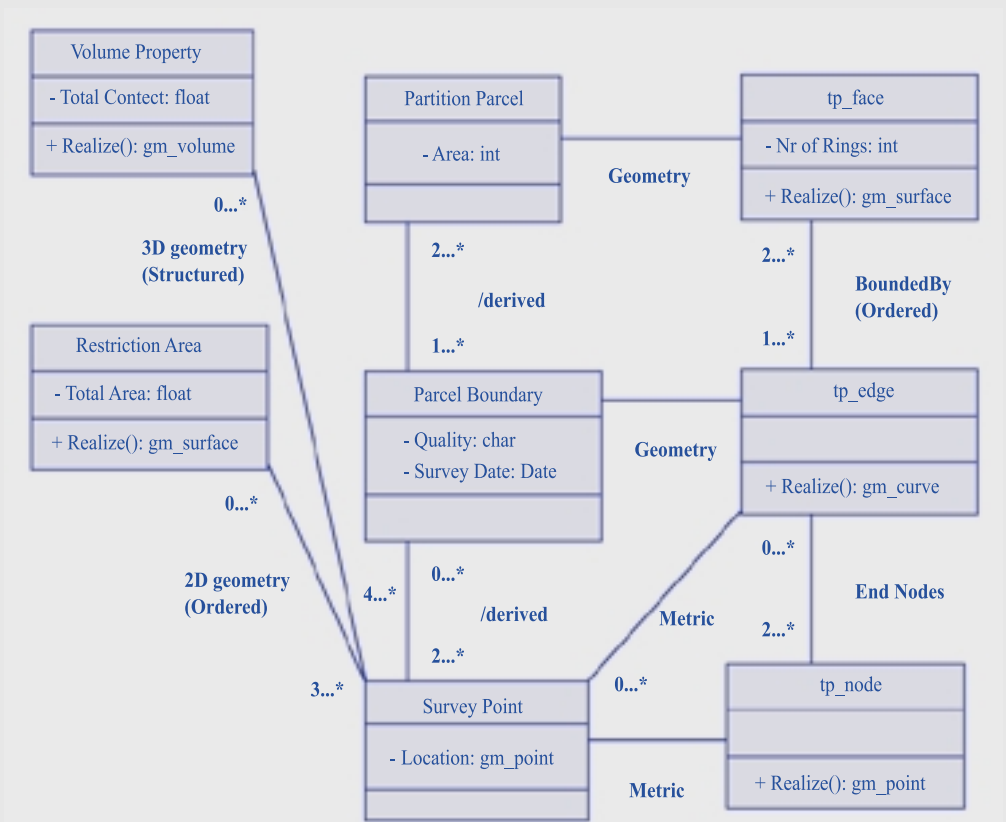 Volume Property
- Total Contect: float
+ Realize(): gm_volume
0...*
3D geometry
(Structured)
Restriction Area
- Total Area: float
+ Realize(): gm_surface
0...*
2D geometry
(Ordered)
3...*
4...*
Partition Parcel
- Area: int
2...*
/derived
1...*
Parcel Boundary
- Quality: char
- Survey Date: Date
0...*
/derived
2...*
Survey Point
- Location: gm_point
Geometry
Geometry
Metric
0...*
Metric
tp_face
- Nr of Rings: int
+ Realize(): gm_surface
2...*
BoundedBy
(Ordered)
1...*
tp_edge
+ Realize(): gm_curve
0...*
End Nodes
2...*
tp_node
+ Realize(): gm_point